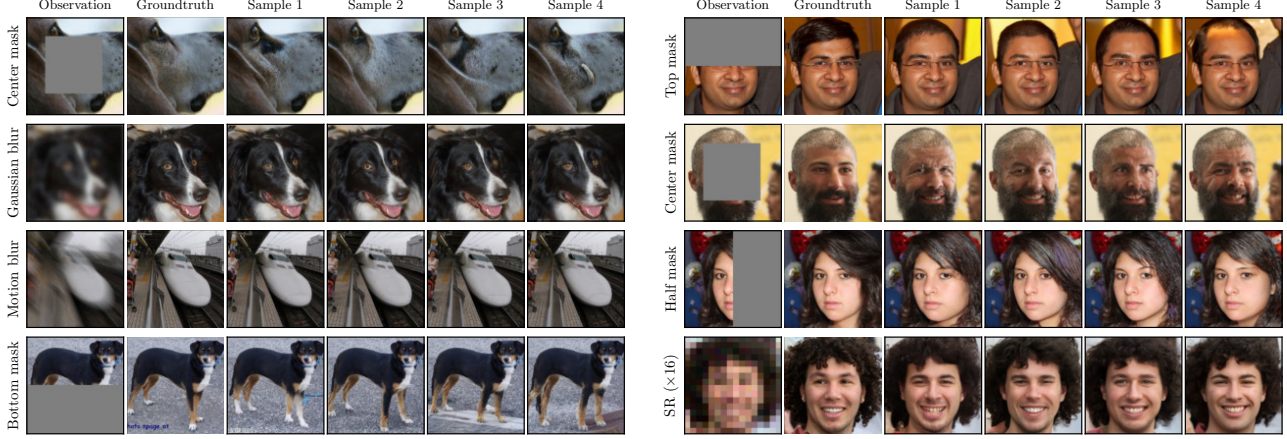 Observation Groundtruth Sample 1 Sample 2 Sample 3 Sample 4
Center mask
Gaussian blur
Motion blur
Bottom mask
Observation Groundtruth Sample 1 Sample 2 Sample 3 Sample 4
Top mask
Center mask
Half mask
SR (×16)